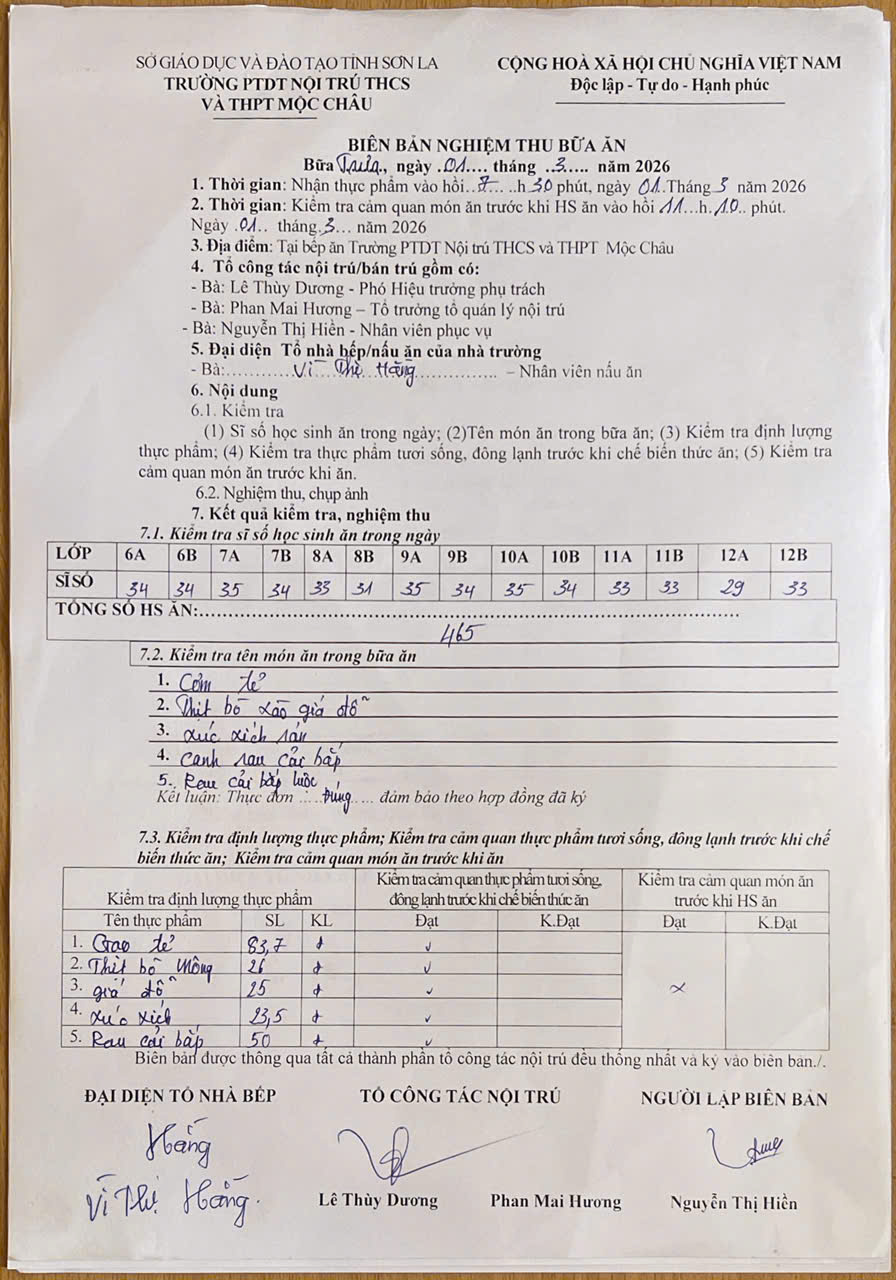 SỞ GIÁO DỤC VÀ ĐÀO TẠO TỈNH SƠN LA
TRƯỜNG PTDT NỘI TRÚ THCS
VÀ THPT MỘC CHÂU
CỘNG HOÀ XÃ HỘI CHỦ NGHĨA VIỆT NAM
Độc lập - Tự do - Hạnh phúc
BIÊN BẢN NGHIỆM THU BỮA ĂN
Bữa Trưa., ngày .01.... tháng ..3..... năm 2026
1. Thời gian: Nhận thực phẩm vào hồi..7.....h 30 phút, ngày 01.Tháng 3 năm 2026
2. Thời gian: Kiểm tra cảm quan món ăn trước khi HS ăn vào hồi 11...h.10.. phút.
Ngày .01.. tháng.3... năm 2026
3. Địa điểm: Tại bếp ăn Trường PTDT Nội trú THCS và THPT Mộc Châu
4. Tổ công tác nội trú/bán trú gồm có:
- Bà: Lê Thùy Dương - Phó Hiệu trưởng phụ trách
- Bà: Phan Mai Hương – Tổ trưởng tổ quán lý nội trú
- Bà: Nguyễn Thị Hiền - Nhân viên phục vụ
5. Đại diện Tổ nhà bếp/nấu ăn của nhà trường
- Bà:............Vì Thị Hằng................ – Nhân viên nấu ăn
6. Nội dung
6.1. Kiểm tra
(1) Sĩ số học sinh ăn trong ngày; (2)Tên món ăn trong bữa ăn; (3) Kiểm tra định lượng
thực phẩm; (4) Kiểm tra thực phẩm tươi sống, đông lạnh trước khi chế biến thức ăn; (5) Kiểm tra
cảm quan món ăn trước khi ăn.
6.2. Nghiệm thu, chụp ảnh
7. Kết quả kiểm tra, nghiệm thu
7.1. Kiểm tra sĩ số học sinh ăn trong ngày
LỚP 6A 6B 7A 7B 8A 8B 9A 9B 10A 10B 11A 11B 12A 12B
SĨ SỐ 34 34 35 34 33 31 35 34 35 34 33 33 29 33
TỔNG SỐ HS ĂN:....................
465
7.2. Kiểm tra tên món ăn trong bữa ăn
1. Cơm tẻ
2. Thịt bò xào giá đỗ
3. xúc xích rán
4. canh rau cải bắp
5. Rau cải bắp luộc
Kết luận: Thực đơn .....Đúng.... đảm bảo theo hợp đồng đã ký
7.3. Kiểm tra định lượng thực phẩm; Kiểm tra cảm quan thực phẩm tươi sống, đông lạnh trước khi chế
biến thức ăn; Kiểm tra cảm quan món ăn trước khi ăn
Kiểm tra định lượng thực phẩm
Kiểm tra cảm quan thực phẩm tươi sống,
đông lạnh trước khi chế biến thức ăn
Kiểm tra cảm quan món ăn
trước khi HS ăn
Tên thực phẩm SL KL Đạt K.Đạt Đạt K.Đạt
1. Gạo tẻ 83,7 ✓
2. Thịt bò mông 26 ✓
3. giá đỗ 25 ✓ x
4. xúc xích 23,5 ✓
5. Rau cải bắp 50 ✓
Biên bản được thông qua tất cả thành phần tổ công tác nội trú đều thống nhất và ký vào biên bản./.
ĐẠI DIỆN TỔ NHÀ BẾP TỔ CÔNG TÁC NỘI TRÚ NGƯỜI LẬP BIÊN BẢN
Hằng
Vì Thị Hằng.
Lê Thùy Dương Phan Mai Hương Nguyễn Thị Hiền